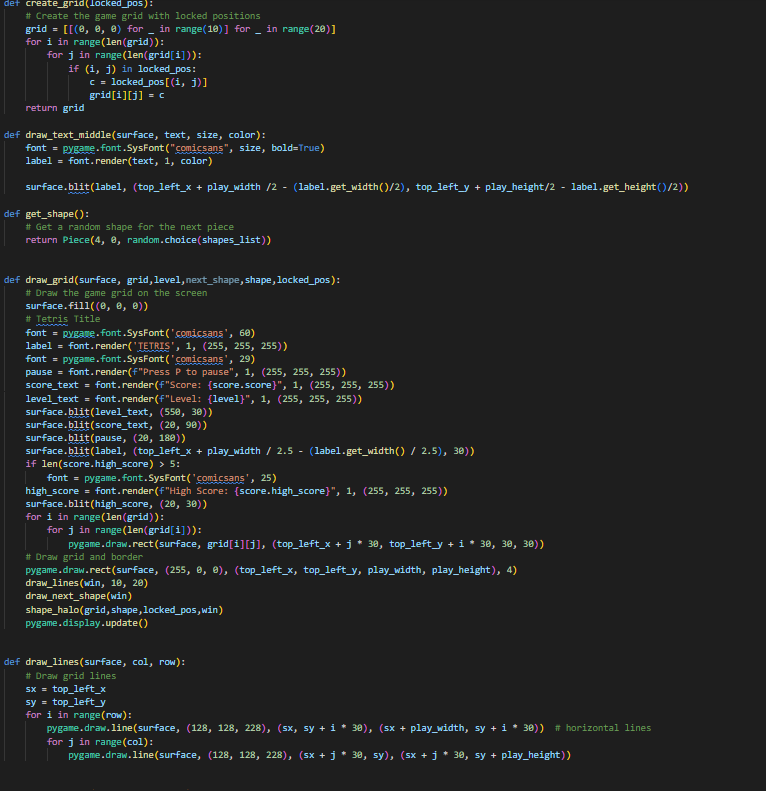 def create_grid(locked_pos):
    # Create the game grid with locked positions
    grid = [[(0, 0, 0) for _ in range(10)] for _ in range(20)]
    for i in range(len(grid)):
        for j in range(len(grid[i])):
            if (i, j) in locked_pos:
                c = locked_pos[(i, j)]
                grid[i][j] = c
    return grid

def draw_text_middle(surface, text, size, color):
    font = pygame.font.SysFont("comicsans", size, bold=True)
    label = font.render(text, 1, color)

    surface.blit(label, (top_left_x + play_width /2 - (label.get_width()/2), top_left_y + play_height/2 - label.get_height()/2))

def get_shape():
    # Get a random shape for the next piece
    return Piece(4, 0, random.choice(shapes_list))


def draw_grid(surface, grid,level,next_shape,shape,locked_pos):
    # Draw the game grid on the screen
    surface.fill((0, 0, 0))
    # Tetris Title
    font = pygame.font.SysFont('comicsans', 60)
    label = font.render('TETRIS', 1, (255, 255, 255))
    font = pygame.font.SysFont('comicsans', 29)
    pause = font.render(f"Press P to pause", 1, (255, 255, 255))
    score_text = font.render(f"Score: {score.score}", 1, (255, 255, 255))
    level_text = font.render(f"Level: {level}", 1, (255, 255, 255))
    surface.blit(level_text, (550, 30))
    surface.blit(score_text, (20, 90))
    surface.blit(pause, (20, 180))
    surface.blit(label, (top_left_x + play_width / 2.5 - (label.get_width() / 2.5), 30))
    if len(score.high_score) > 5:
        font = pygame.font.SysFont('comicsans', 25)
    high_score = font.render(f"High Score: {score.high_score}", 1, (255, 255, 255))
    surface.blit(high_score, (20, 30))
    for i in range(len(grid)):
        for j in range(len(grid[i])):
            pygame.draw.rect(surface, grid[i][j], (top_left_x + j * 30, top_left_y + i * 30, 30, 30))
    # Draw grid and border
    pygame.draw.rect(surface, (255, 0, 0), (top_left_x, top_left_y, play_width, play_height), 4)
    draw_lines(win, 10, 20)
    draw_next_shape(win)
    shape_halo(grid,shape,locked_pos,win)
    pygame.display.update()


def draw_lines(surface, col, row):
    # Draw grid lines
    sx = top_left_x
    sy = top_left_y
    for i in range(row):
        pygame.draw.line(surface, (128, 128, 228), (sx, sy + i * 30), (sx + play_width, sy + i * 30))  # horizontal lines
        for j in range(col):
            pygame.draw.line(surface, (128, 128, 228), (sx + j * 30, sy), (sx + j * 30, sy + play_height))